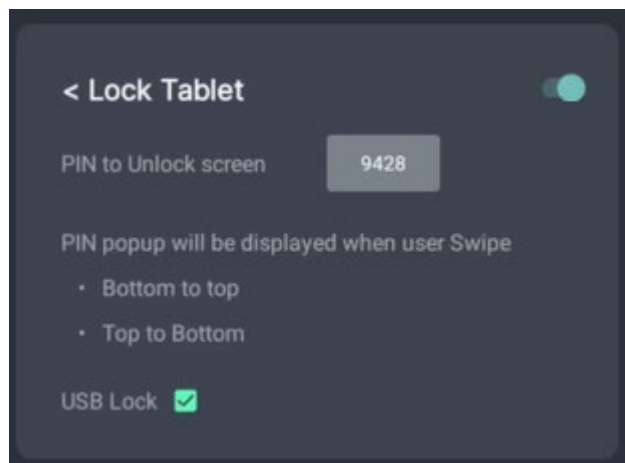 < Lock Tablet
PIN to Unlock screen 9428
PIN popup will be displayed when user Swipe
• Bottom to top
• Top to Bottom
USB Lock